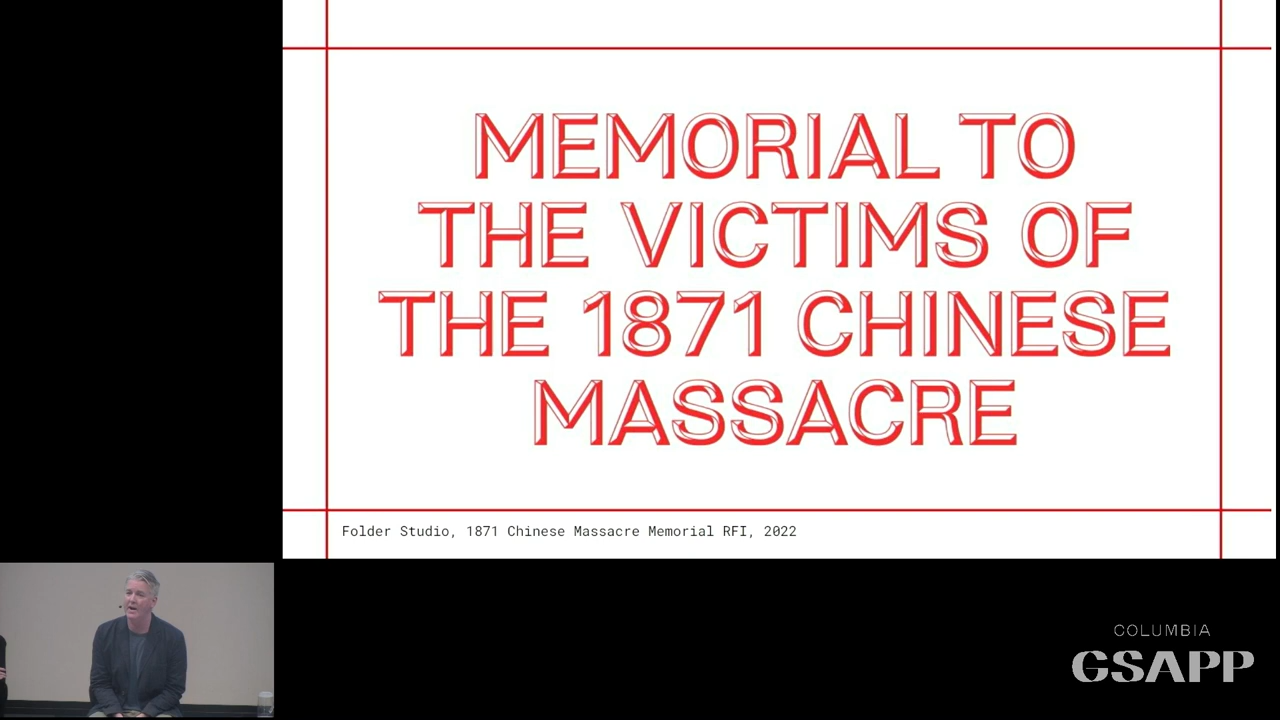 MEMORIAL TO
THE VICTIMS OF
THE 1871 CHINESE
MASSACRE
Folder Studio, 1871 Chinese Massacre Memorial RFI, 2022
COLUMBIA
GSAPP